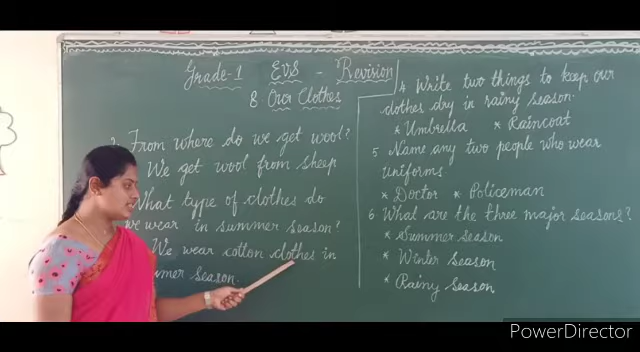 Grade-1 EVS - Revision
8. Our Clothes
From where do we get wool?
We get wool from sheep
What type of clothes do
we wear in summer season?
We wear cotton clothes in
mer season.
4 Write two things to keep our
clothes dry in rainy season.
* Umbrella * Raincoat
5 Name any two people who wear
uniforms
* Doctor * Policeman
6 What are the three major seasons?
* Summer season
* Winter season
* Rainy season
PowerDirector